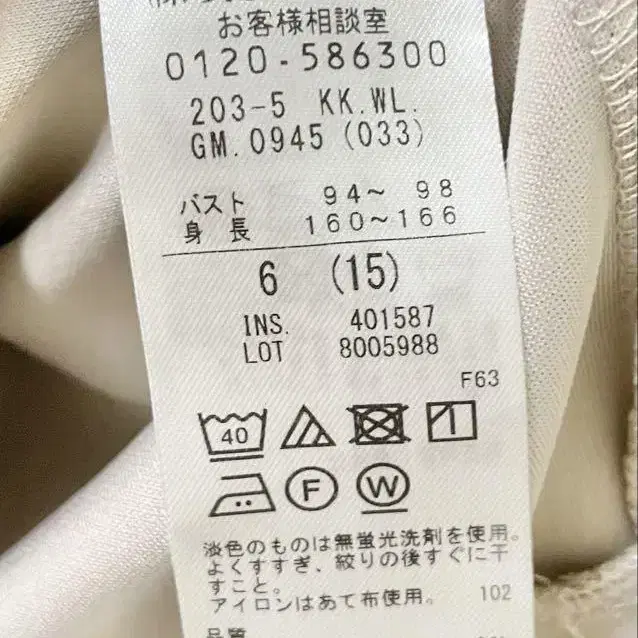 お客様相談室
0120-586300
203-5 KK.WL.
GM.0945 (033)
バスト 94～ 98
身長 160～166
6 (15)
INS. 401587
LOT 8005988
F63
40
F W
淡色のものは無蛍光洗剤を使用。
よくすすぎ、絞りの後すぐに干
すこと。
アイロンはあて布使用。 102
品質